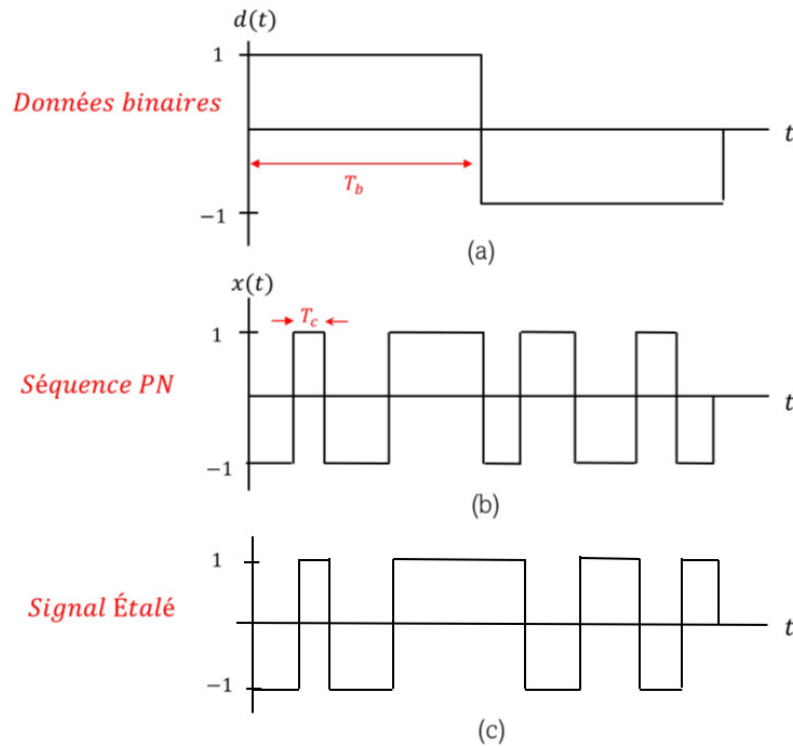 d(t)
1
Données binaires
t
T_b
−1
(a)
x(t)
T_c
1
Séquence PN
t
−1
(b)
1
Signal Étalé
t
−1
(c)